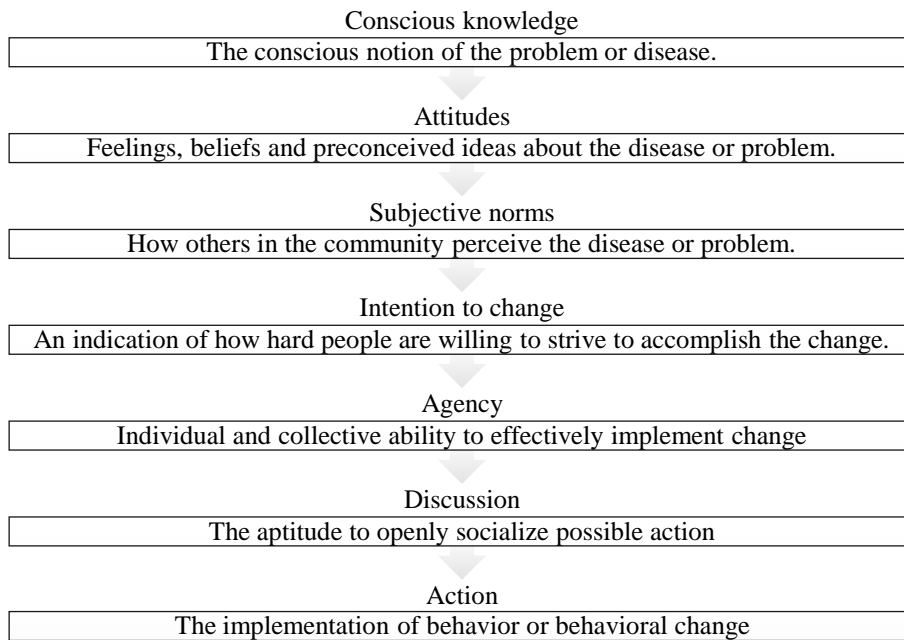 Conscious knowledge
The conscious notion of the problem or disease.
Attitudes
Feelings, beliefs and preconceived ideas about the disease or problem.
Subjective norms
How others in the community perceive the disease or problem.
Intention to change
An indication of how hard people are willing to strive to accomplish the change.
Agency
Individual and collective ability to effectively implement change
Discussion
The aptitude to openly socialize possible action
Action
The implementation of behavior or behavioral change